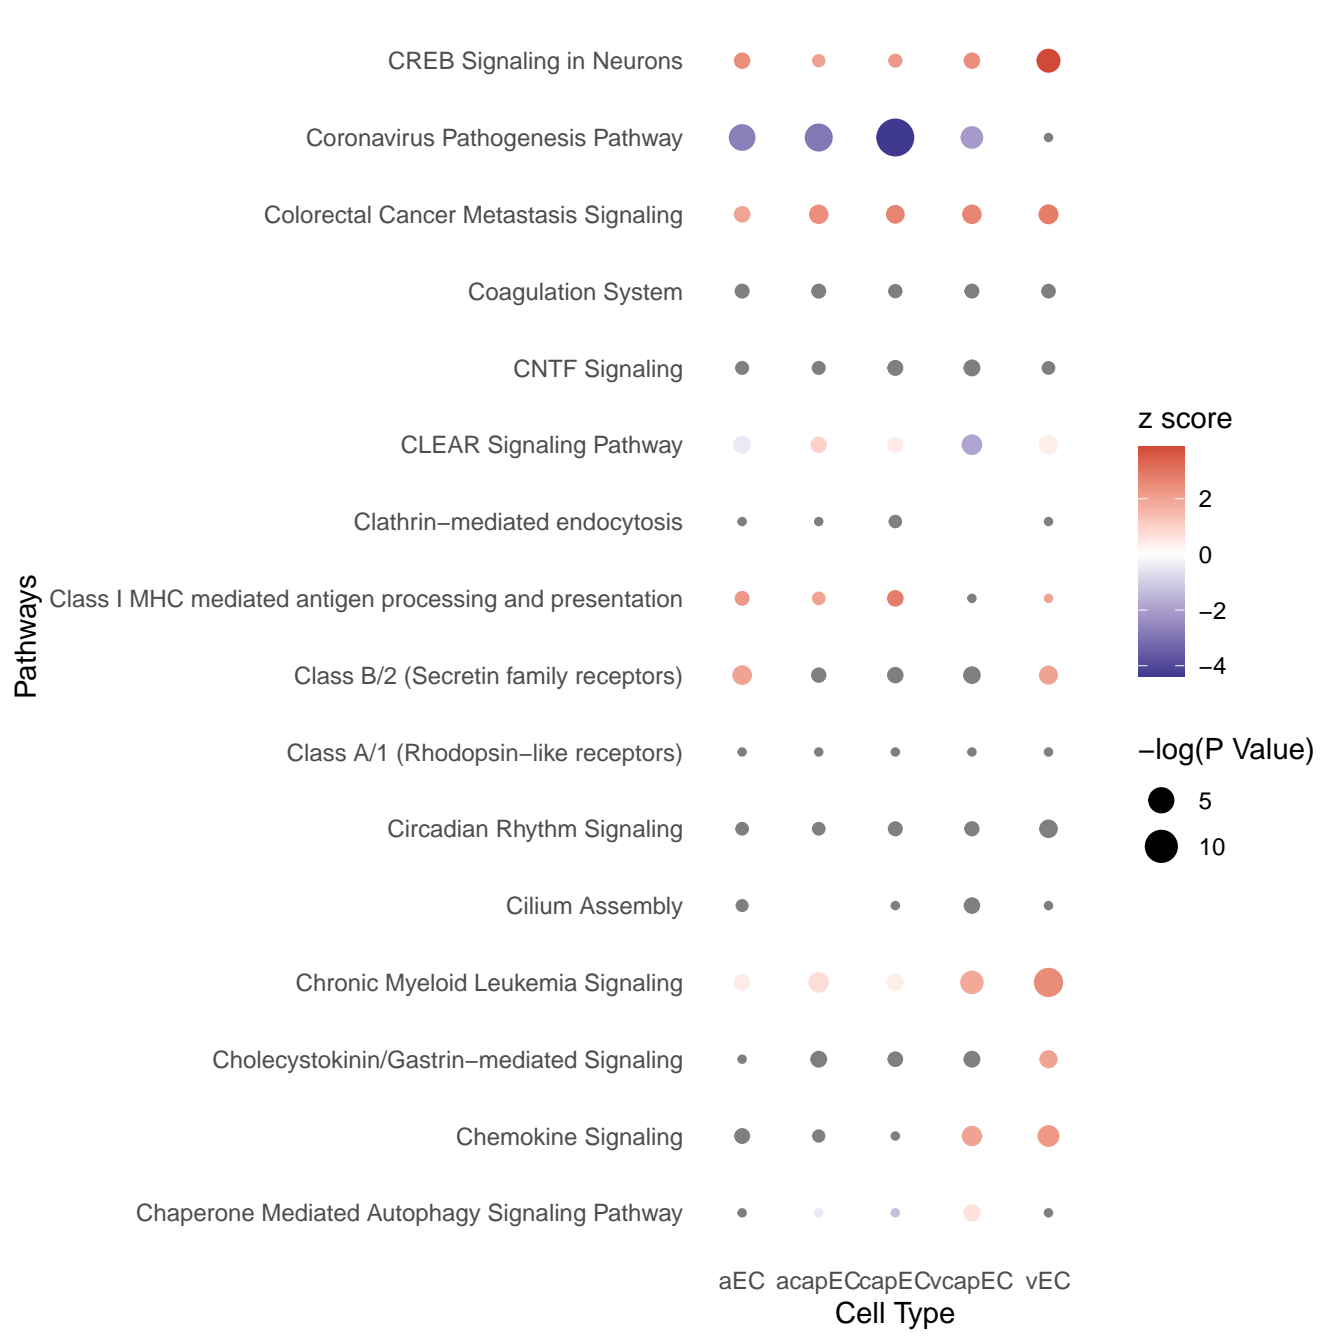 CREB Signaling in Neurons
Coronavirus Pathogenesis Pathway
Colorectal Cancer Metastasis Signaling
Coagulation System
CNTF Signaling
CLEAR Signaling Pathway
Clathrin−mediated endocytosis
Class I MHC mediated antigen processing and presentation
Class B/2 (Secretin family receptors)
Class A/1 (Rhodopsin−like receptors)
Circadian Rhythm Signaling
Cilium Assembly
Chronic Myeloid Leukemia Signaling
Cholecystokinin/Gastrin−mediated Signaling
Chemokine Signaling
Chaperone Mediated Autophagy Signaling Pathway
Pathways
aEC acapEC capEC vcapEC vEC
Cell Type
z score
2
0
−2
−4
−log(P Value)
5
10